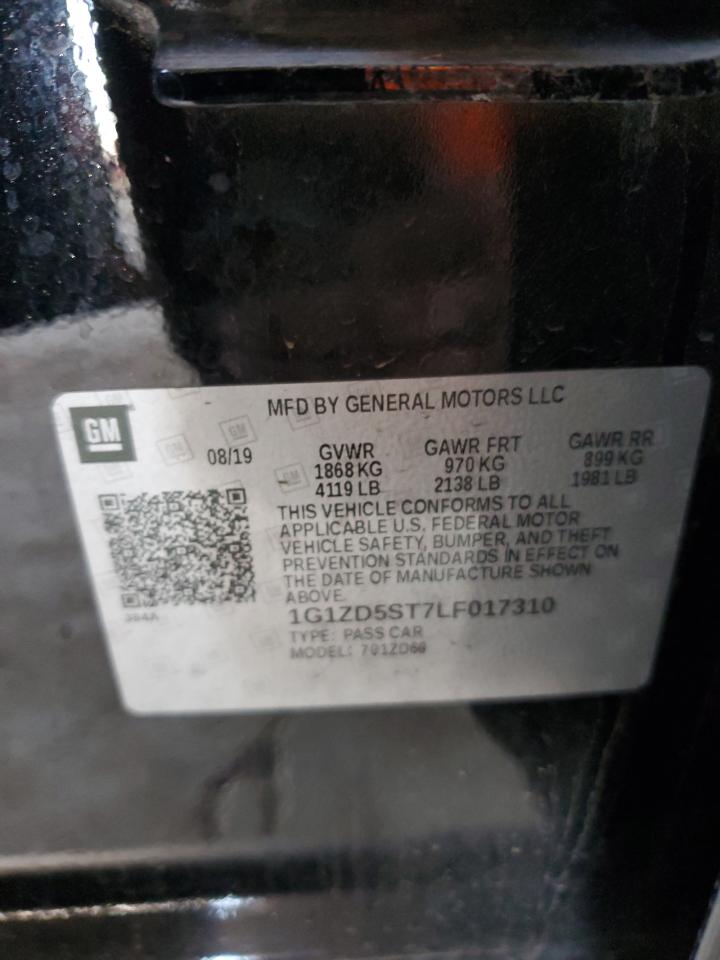 MFD BY GENERAL MOTORS LLC
GM
08/19
GVWR GAWR FRT GAWR RR
1868 KG 970 KG 899 KG
4119 LB 2138 LB 1981 LB
THIS VEHICLE CONFORMS TO ALL
APPLICABLE U.S. FEDERAL MOTOR
VEHICLE SAFETY, BUMPER, AND THEFT
PREVENTION STANDARDS IN EFFECT ON
THE DATE OF MANUFACTURE SHOWN
ABOVE.
1G1ZD5ST7LF017310
TYPE: PASS CAR
MODEL: